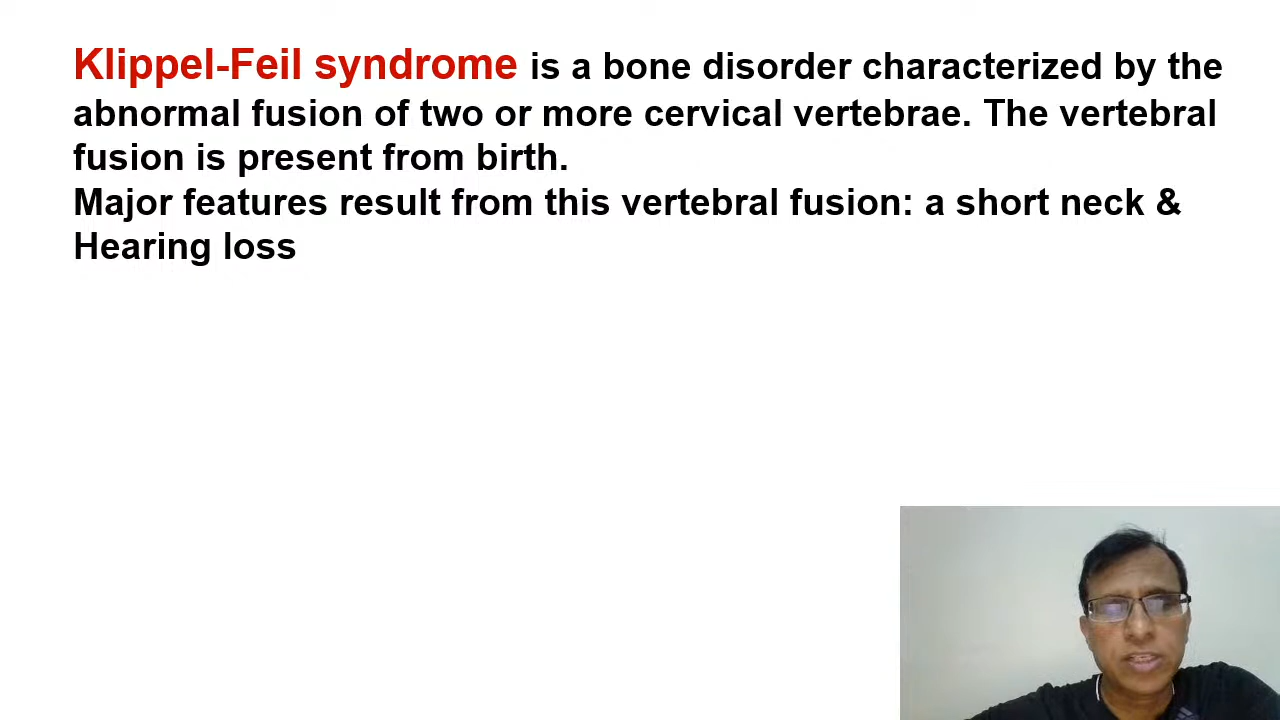 Klippel-Feil syndrome is a bone disorder characterized by the
abnormal fusion of two or more cervical vertebrae. The vertebral
fusion is present from birth.
Major features result from this vertebral fusion: a short neck &
Hearing loss